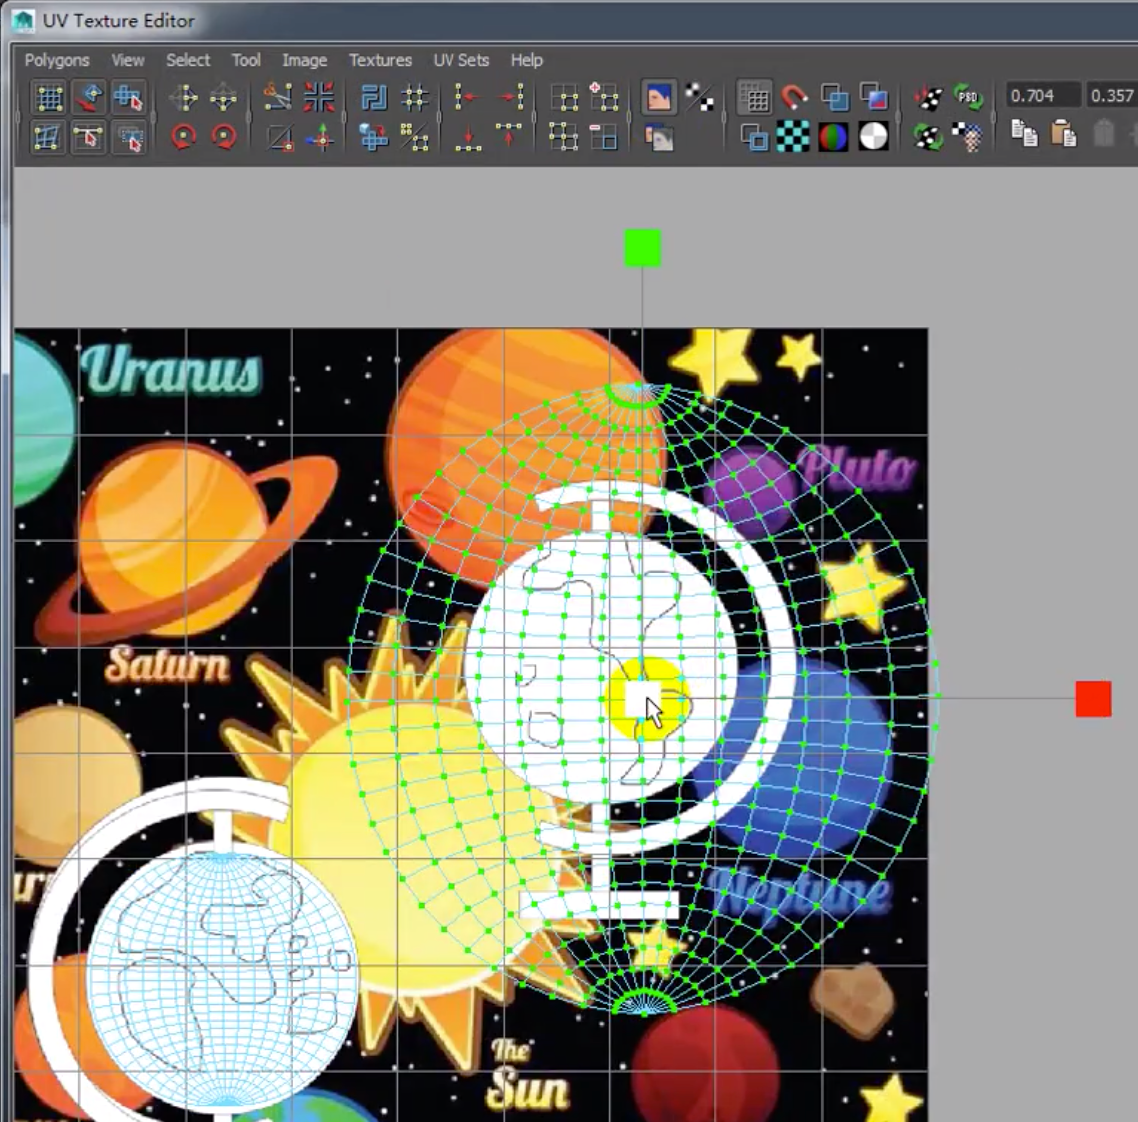 UV Texture Editor
Polygons View Select Tool Image Textures UV Sets Help
0.704 0.357
PSD
Uranus
Pluto
Saturn
Neptune
The
Sun